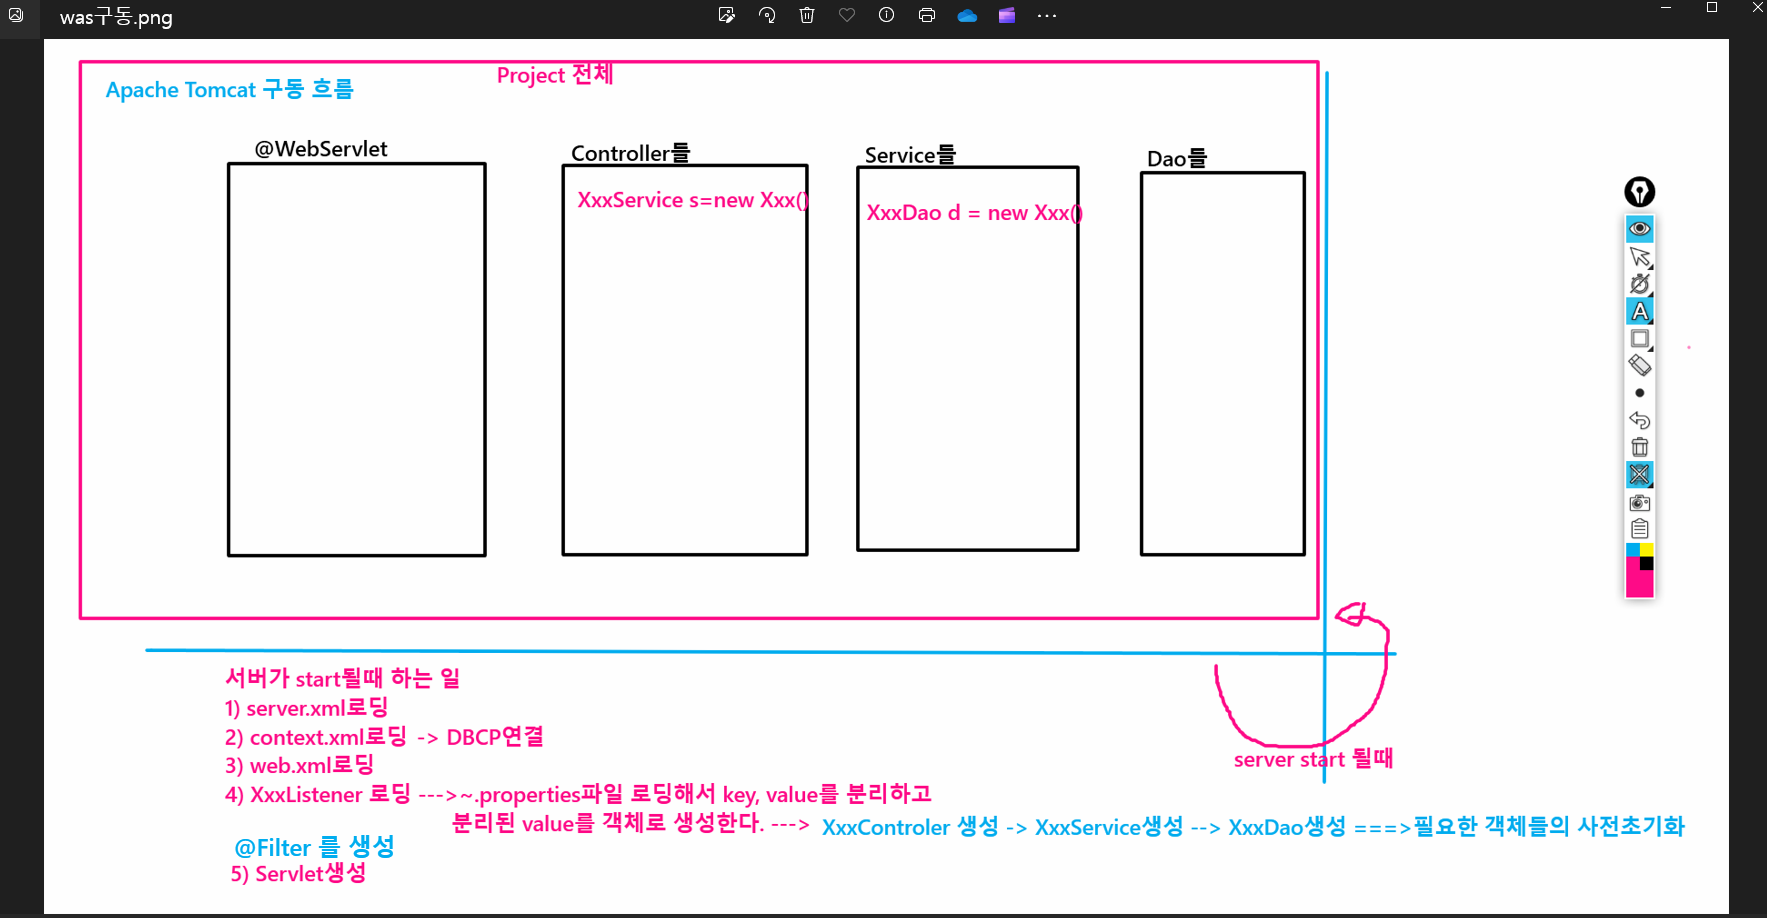 was구동.png
Project 전체
Apache Tomcat 구동 흐름
@WebServlet
Controller들
Service들
Dao들
XxxService s=new Xxx()
XxxDao d = new Xxx()
A
서버가 start될때 하는 일
1) server.xml로딩
2) context.xml로딩 -> DBCP연결
3) web.xml로딩
server start 될때
4) XxxListener 로딩 --->~.properties파일 로딩해서 key, value를 분리하고
분리된 value를 객체로 생성한다. --->
XxxControler 생성 -> XxxService생성 --> XxxDao생성 ===>필요한 객체들의 사전초기화
@Filter 를 생성
5) Servlet생성